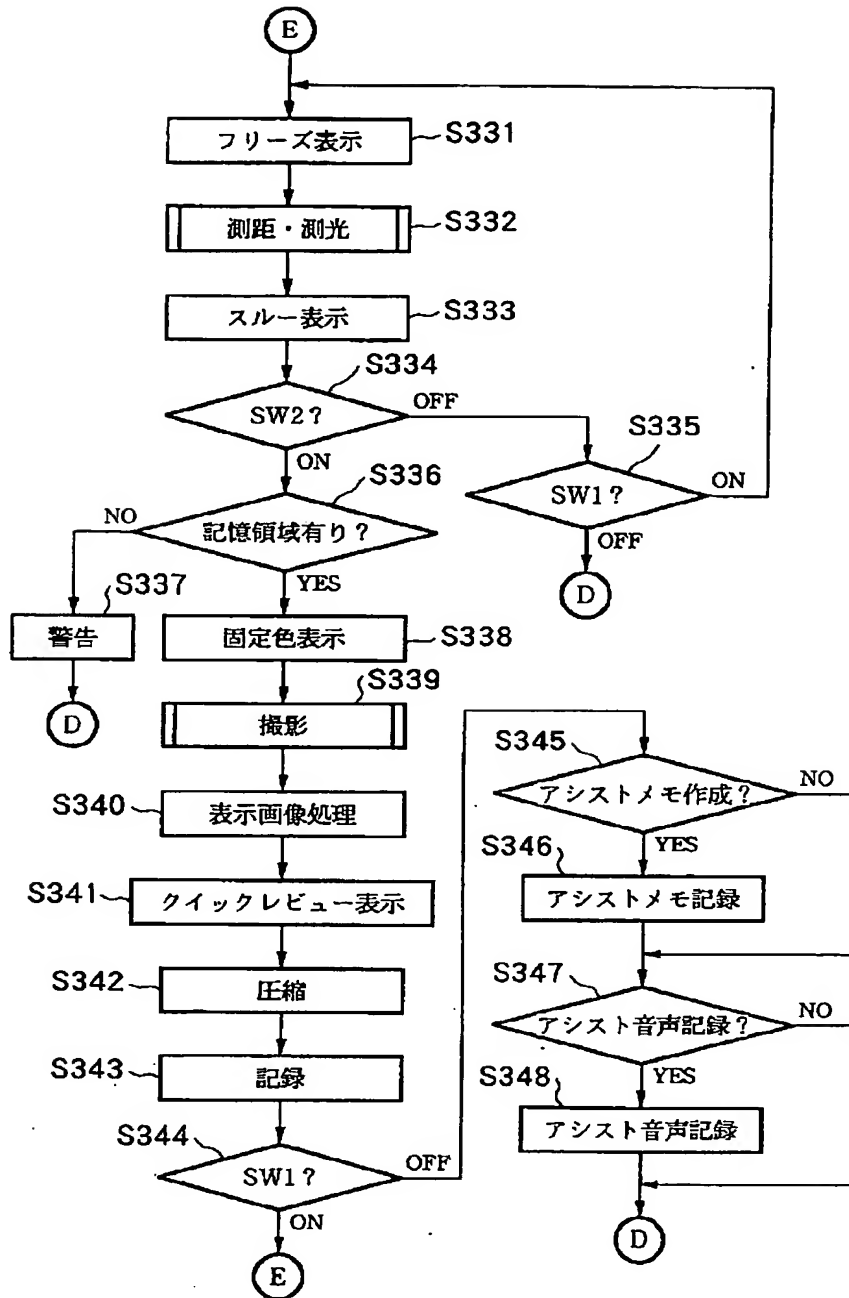 E
フリーズ表示
S331
測距・測光
S332
スルー表示
S333
S334
SW2?
OFF
ON
S335
SW1?
ON
OFF
D
S336
NO
記憶領域有り?
YES
S337
警告
D
固定色表示
S338
S339
撮影
S340
表示画像処理
S341
クイックレビュー表示
S342
圧縮
S343
記録
S344
SW1?
OFF
ON
E
S345
アシストメモ作成?
NO
YES
S346
アシストメモ記録
S347
アシスト音声記録?
NO
YES
S348
アシスト音声記録
D